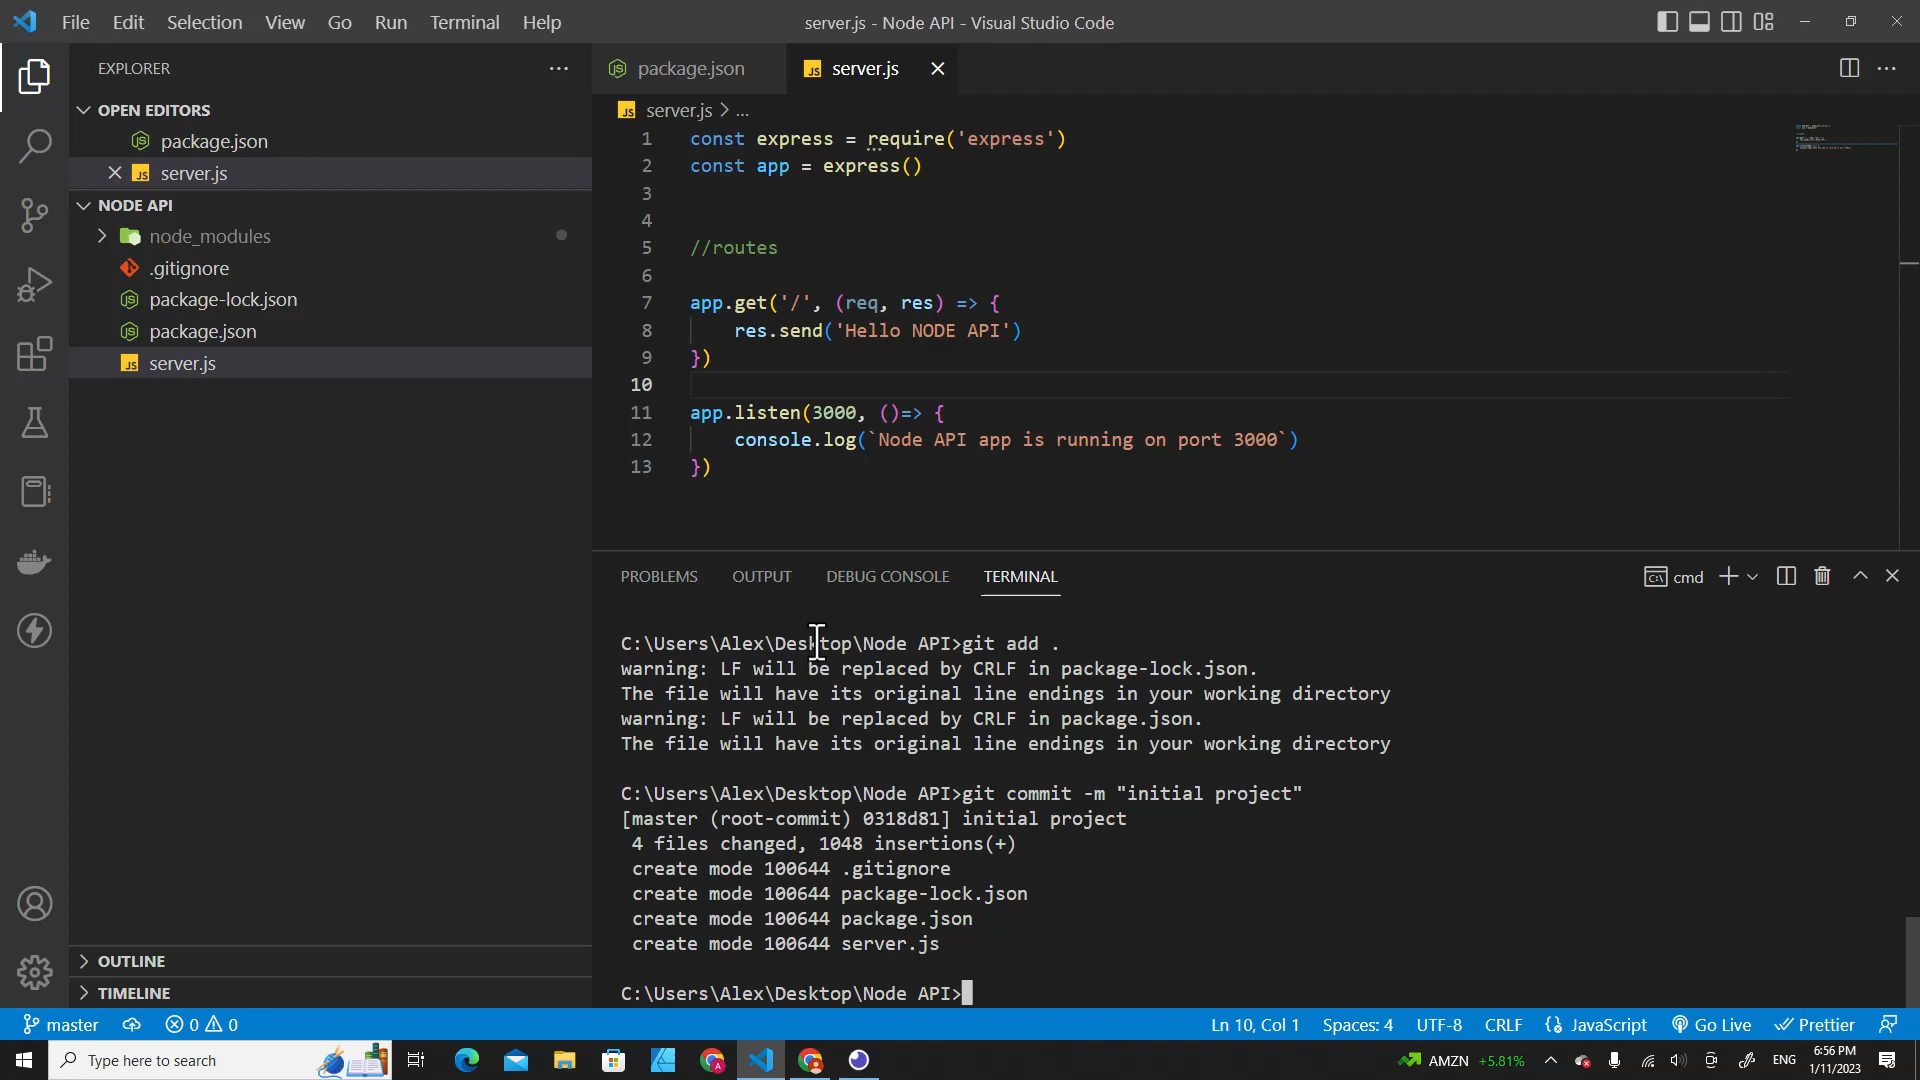 File Edit Selection View Go Run Terminal Help
server.js - Node API - Visual Studio Code
EXPLORER
OPEN EDITORS
package.json
server.js
NODE API
node_modules
.gitignore
package-lock.json
package.json
server.js
OUTLINE
TIMELINE
package.json
server.js
server.js > ...
1 const express = require('express')
2 const app = express()
3
4
5 //routes
6
7 app.get('/', (req, res) => {
8 res.send('Hello NODE API')
9 })
10
11 app.listen(3000, ()=> {
12 console.log(`Node API app is running on port 3000`)
13 })
PROBLEMS OUTPUT DEBUG CONSOLE TERMINAL
cmd
C:\Users\Alex\Desktop\Node API>git add .
warning: LF will be replaced by CRLF in package-lock.json.
The file will have its original line endings in your working directory
warning: LF will be replaced by CRLF in package.json.
The file will have its original line endings in your working directory
C:\Users\Alex\Desktop\Node API>git commit -m "initial project"
[master (root-commit) 0318d81] initial project
4 files changed, 1048 insertions(+)
create mode 100644 .gitignore
create mode 100644 package-lock.json
create mode 100644 package.json
create mode 100644 server.js
C:\Users\Alex\Desktop\Node API>
master 0 0
Ln 10, Col 1 Spaces: 4 UTF-8 CRLF JavaScript Go Live Prettier
Type here to search
AMZN +5.81%
ENG
6:56 PM
1/11/2023